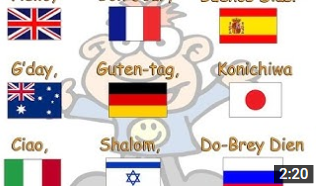 G'day, Guten-tag, Konichiwa
Ciao, Shalom, Do-Brey Dien
2:20